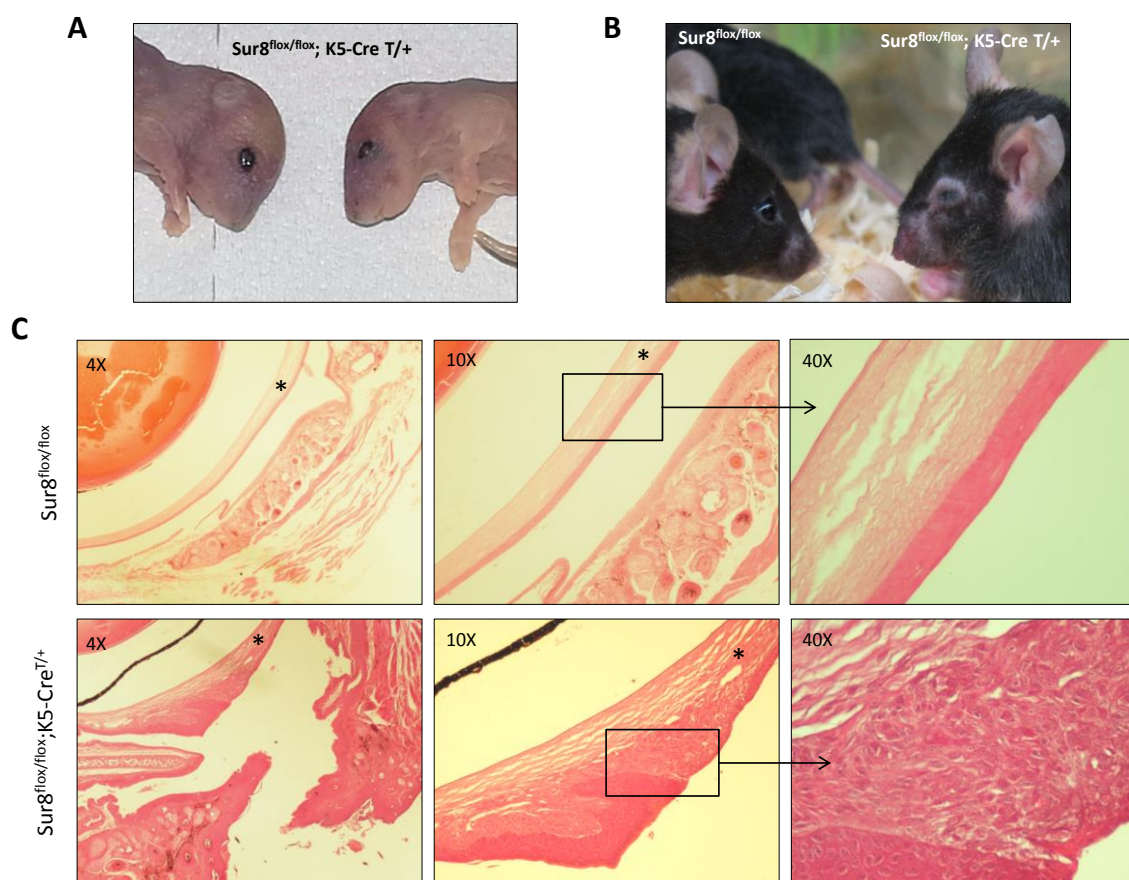 A
Sur8flox/flox; K5-Cre T/+
B
Sur8flox/flox
Sur8flox/flox; K5-Cre T/+
C
Sur8flox/flox
4X
*
10X
*
40X
Sur8flox/flox;K5-CreT/+
4X
*
10X
*
40X